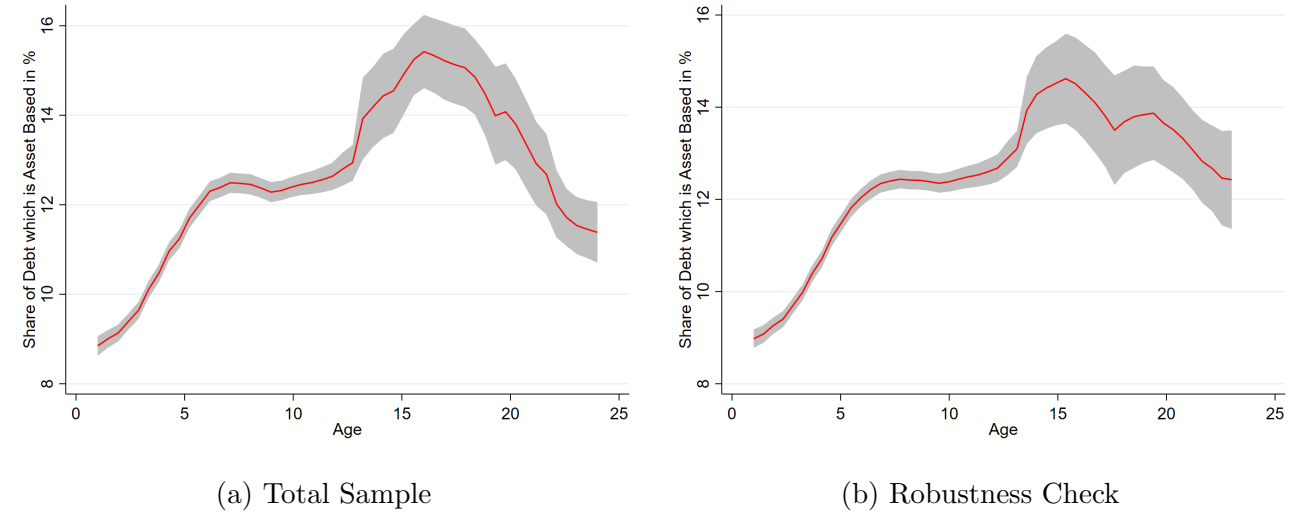 Share of Debt which is Asset Based in %
16
14
12
10
8
0 5 10 15 20 25
Age
(a) Total Sample
Share of Debt which is Asset Based in %
16
14
12
10
8
0 5 10 15 20 25
Age
(b) Robustness Check